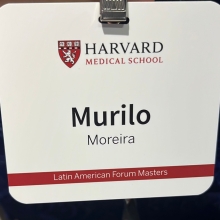 HARVARD
MEDICAL SCHOOL
Murilo
Moreira
Latin American Forum Masters